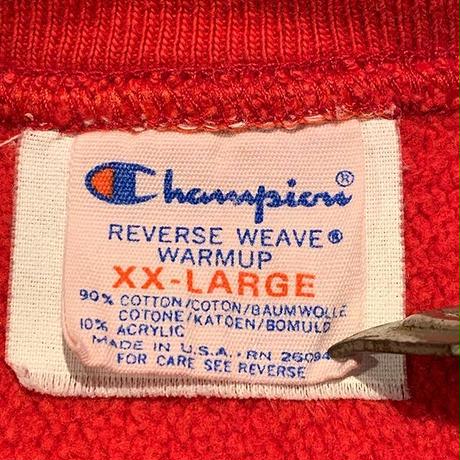 Champion®
REVERSE WEAVE®
WARMUP
XX-LARGE
90% COTTON/COTON/BAUMWOLLE
COTONE/KATOEN/BOMULD
10% ACRYLIC
MADE IN U.S.A. RN 26094
FOR CARE SEE REVERSE